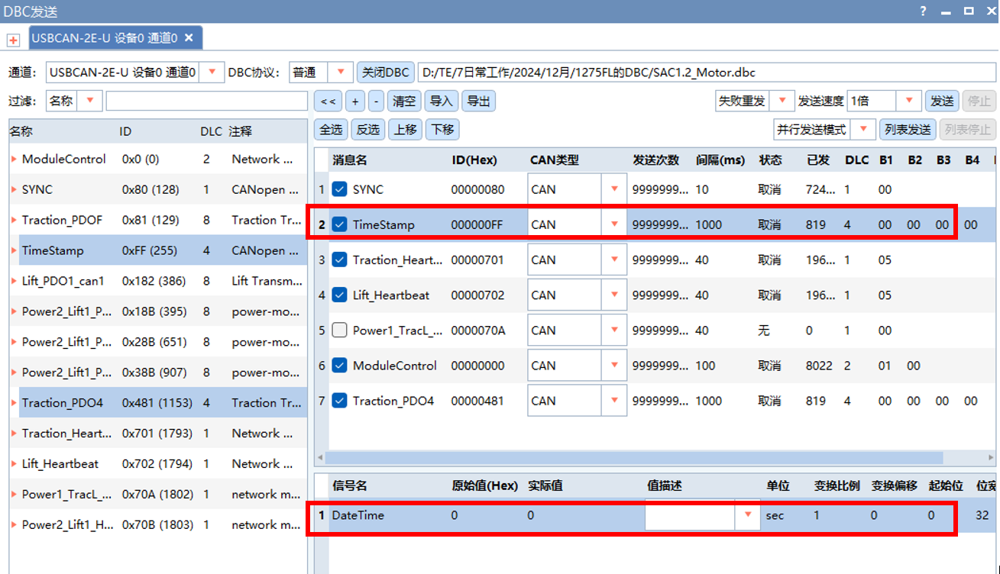 DBC发送
USBCAN-2E-U 设备0 通道0
通道: USBCAN-2E-U 设备0 通道0 DBC协议: 普通 关闭DBC D:/TE/7日常工作/2024/12月/1275FL的DBC/SAC1.2_Motor.dbc
过滤: 名称 << + - 清空 导入 导出 失败重发 发送速度 1倍 发送 停止
全选 反选 上移 下移 并行发送模式 列表发送 列表停止
名称 ID DLC 注释
ModuleControl 0x0 (0) 2 Network ...
SYNC 0x80 (128) 1 CANopen ...
Traction_PDOF 0x81 (129) 8 Traction Tr...
TimeStamp 0xFF (255) 4 CANopen ...
Lift_PDO1_can1 0x182 (386) 8 Lift Transm...
Power2_Lift1_P... 0x18B (395) 8 power-mo...
Power2_Lift1_P... 0x28B (651) 8 power-mo...
Power2_Lift1_P... 0x38B (907) 8 power-mo...
Traction_PDO4 0x481 (1153) 4 Traction Tr...
Traction_Heart... 0x701 (1793) 1 Network ...
Lift_Heartbeat 0x702 (1794) 1 Network ...
Power1_TracL_... 0x70A (1802) 1 network m...
Power2_Lift1_H... 0x70B (1803) 1 network m...
消息名 ID(Hex) CAN类型 发送次数 间隔(ms) 状态 已发 DLC B1 B2 B3 B4
1 SYNC 00000080 CAN 9999999... 10 取消 724... 1 00
2 TimeStamp 000000FF CAN 9999999... 1000 取消 819 4 00 00 00 00
3 Traction_Heart... 00000701 CAN 9999999... 40 取消 196... 1 05
4 Lift_Heartbeat 00000702 CAN 9999999... 40 取消 196... 1 05
5 Power1_TracL_... 0000070A CAN 9999999... 40 无 0 1 00
6 ModuleControl 00000000 CAN 9999999... 100 取消 8022 2 01 00
7 Traction_PDO4 00000481 CAN 9999999... 1000 取消 819 4 00 00 00 00
信号名 原始值(Hex) 实际值 值描述 单位 变换比例 变换偏移 起始位 位宽
1 DateTime 0 0 sec 1 0 0 32